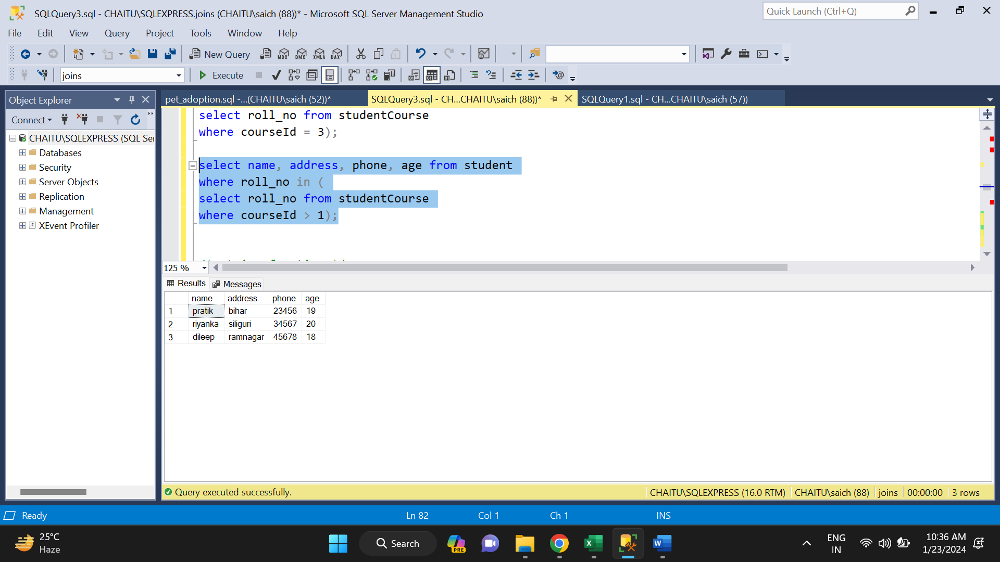 SQLQuery3.sql - CHAITU\SQLEXPRESS.joins (CHAITU\saich (88))* - Microsoft SQL Server Management Studio
Quick Launch (Ctrl+Q)
File Edit View Query Project Tools Window Help
New Query MDX DMX XMLA DAX
joins Execute
Object Explorer
pet_adoption.sql -...(CHAITU\saich (52))* SQLQuery3.sql - CH...CHAITU\saich (88))* SQLQuery1.sql - CH...CHAITU\saich (57))
Connect
CHAITU\SQLEXPRESS (SQL Ser
Databases
Security
Server Objects
Replication
Management
XEvent Profiler
select roll_no from studentCourse
where courseId = 3);
select name, address, phone, age from student
where roll_no in (
select roll_no from studentCourse
where courseId > 1);
125 %
Results Messages
name address phone age
1 pratik bihar 23456 19
2 riyanka siliguri 34567 20
3 dileep ramnagar 45678 18
Query executed successfully. CHAITU\SQLEXPRESS (16.0 RTM) CHAITU\saich (88) joins 00:00:00 3 rows
Ready Ln 82 Col 1 Ch 1 INS
25°C
Haze
Search
PRE
ENG
IN
10:36 AM
1/23/2024